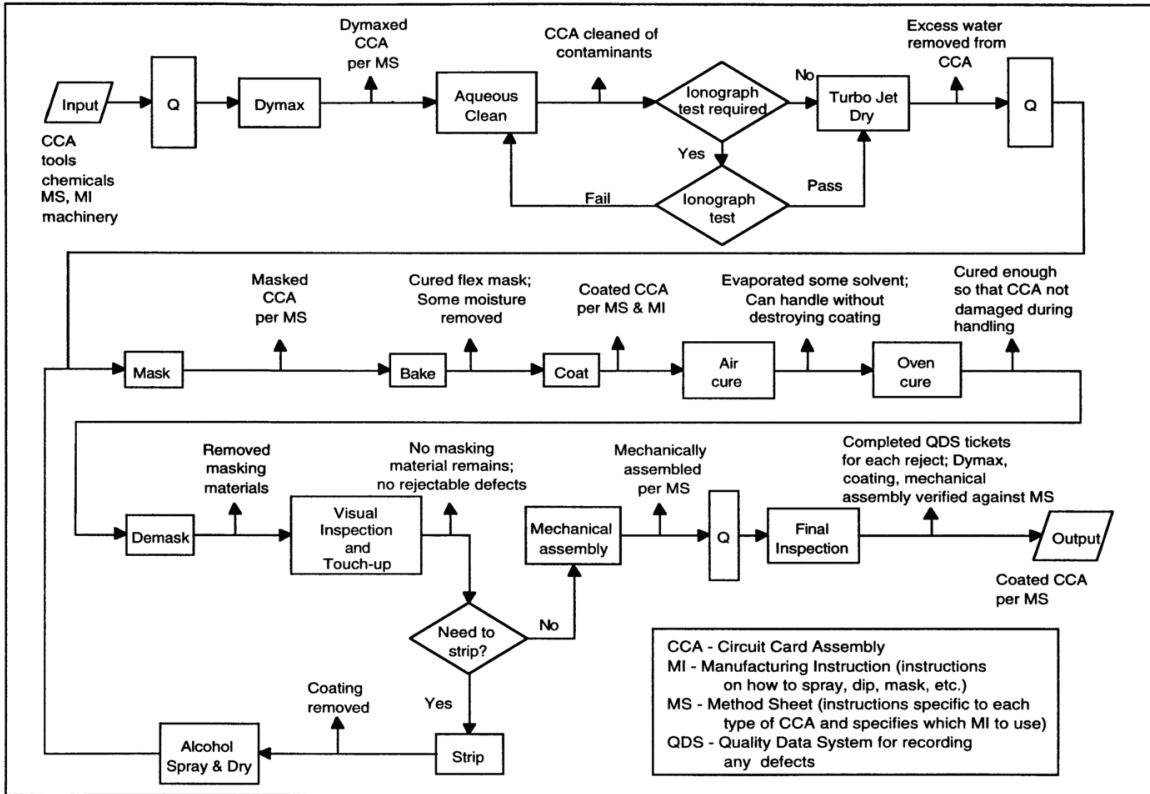 Dymaxed
CCA
per MS
CCA cleaned of
contaminants
Excess water
removed from
CCA
Input
Q
Dymax
Aqueous
Clean
Ionograph
test required
No
Turbo Jet
Dry
Q
CCA
tools
chemicals
MS, MI
machinery
Yes
Fail
Ionograph
test
Pass
Masked
CCA
per MS
Cured flex mask;
Some moisture
removed
Coated CCA
per MS & MI
Evaporated some solvent;
Can handle without
destroying coating
Cured enough
so that CCA not
damaged during
handling
Mask
Bake
Coat
Air
cure
Oven
cure
Removed
masking
materials
No masking
material remains;
no rejectable defects
Mechanically
assembled
per MS
Completed QDS tickets
for each reject; Dymax,
coating, mechanical
assembly verified against MS
Demask
Visual
Inspection
and
Touch-up
Mechanical
assembly
Q
Final
Inspection
Output
Coated CCA
per MS
Need to
strip?
No
Yes
Coating
removed
Alcohol
Spray & Dry
Strip
CCA - Circuit Card Assembly
MI - Manufacturing Instruction (instructions
on how to spray, dip, mask, etc.)
MS - Method Sheet (instructions specific to each
type of CCA and specifies which MI to use)
QDS - Quality Data System for recording
any defects